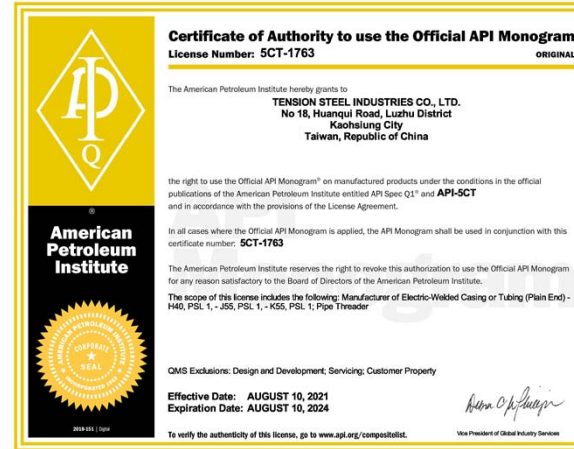 Certificate of Authority to use the Official API Monogram
License Number: 5CT-1763
ORIGINAL
The American Petroleum Institute hereby grants to
TENSION STEEL INDUSTRIES CO., LTD.
No 18, Huanqui Road, Luzhu District
Kaohsiung City
Taiwan, Republic of China
the right to use the Official API Monogram® on manufactured products under the conditions in the official
publications of the American Petroleum Institute entitled API Spec Q1® and API-5CT
and in accordance with the provisions of the License Agreement.
In all cases where the Official API Monogram is applied, the API Monogram shall be used in conjunction with this
certificate number: 5CT-1763
The American Petroleum Institute reserves the right to revoke this authorization to use the Official API Monogram
for any reason satisfactory to the Board of Directors of the American Petroleum Institute.
The scope of this license includes the following: Manufacturer of Electric-Welded Casing or Tubing (Plain End) -
H40, PSL 1, - J55, PSL 1, - K55, PSL 1; Pipe Threader
QMS Exclusions: Design and Development; Servicing; Customer Property
Effective Date: AUGUST 10, 2021
Expiration Date: AUGUST 10, 2024
To verify the authenticity of this license, go to www.api.org/compositelist.
Vice President of Global Industry Services
API
Q
®
American
Petroleum
Institute
AMERICAN PETROLEUM INSTITUTE
CORPORATE
SEAL
INCORPORATED 1919
2018-151 | Digital
API
Monogram